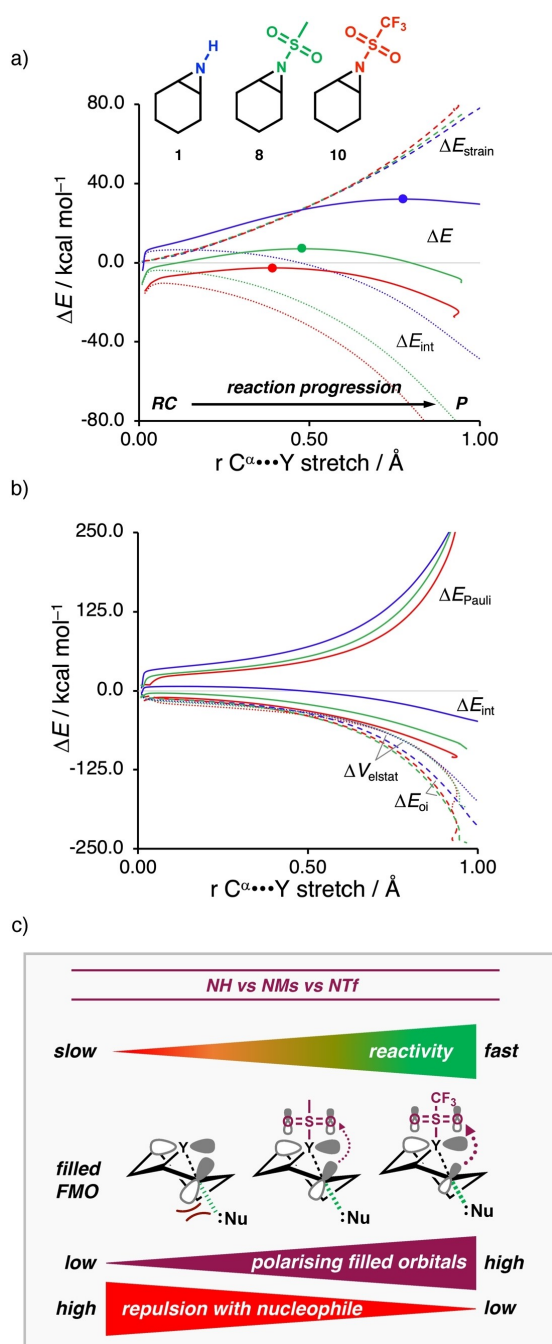 a)
H
N
O
S
O
N
CF₃
O
S
O
N
1
8
10
80.0
40.0
0.0
-40.0
-80.0
ΔE / kcal mol⁻¹
ΔEstrain
ΔE
ΔEint
reaction progression
RC
P
0.00
0.50
1.00
r Cᵅ•••Y stretch / Å
b)
250.0
125.0
0.0
-125.0
-250.0
ΔE / kcal mol⁻¹
ΔEPauli
ΔEint
ΔVelstat
ΔEoi
0.00
0.50
1.00
r Cᵅ•••Y stretch / Å
c)
NH vs NMs vs NTf
slow
reactivity
fast
filled
FMO
Y
:Nu
O=S=O
Y
:Nu
CF₃
O=S=O
Y
:Nu
low
polarising filled orbitals
high
high
repulsion with nucleophile
low